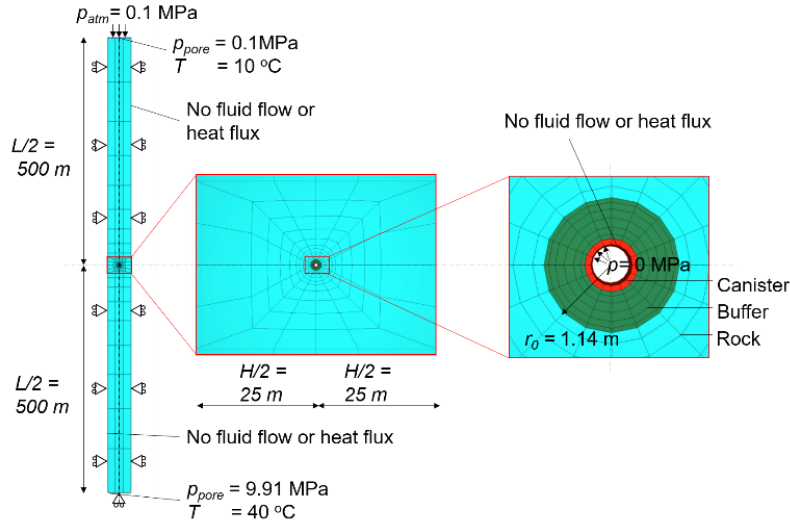 p_atm = 0.1 MPa
p_pore = 0.1MPa
T = 10 °C
No fluid flow or
heat flux
L/2 =
500 m
No fluid flow or heat flux
p=0 MPa
Canister
Buffer
r_0 = 1.14 m
Rock
H/2 =
25 m
H/2 =
25 m
L/2 =
500 m
No fluid flow or heat flux
p_pore = 9.91 MPa
T = 40 °C